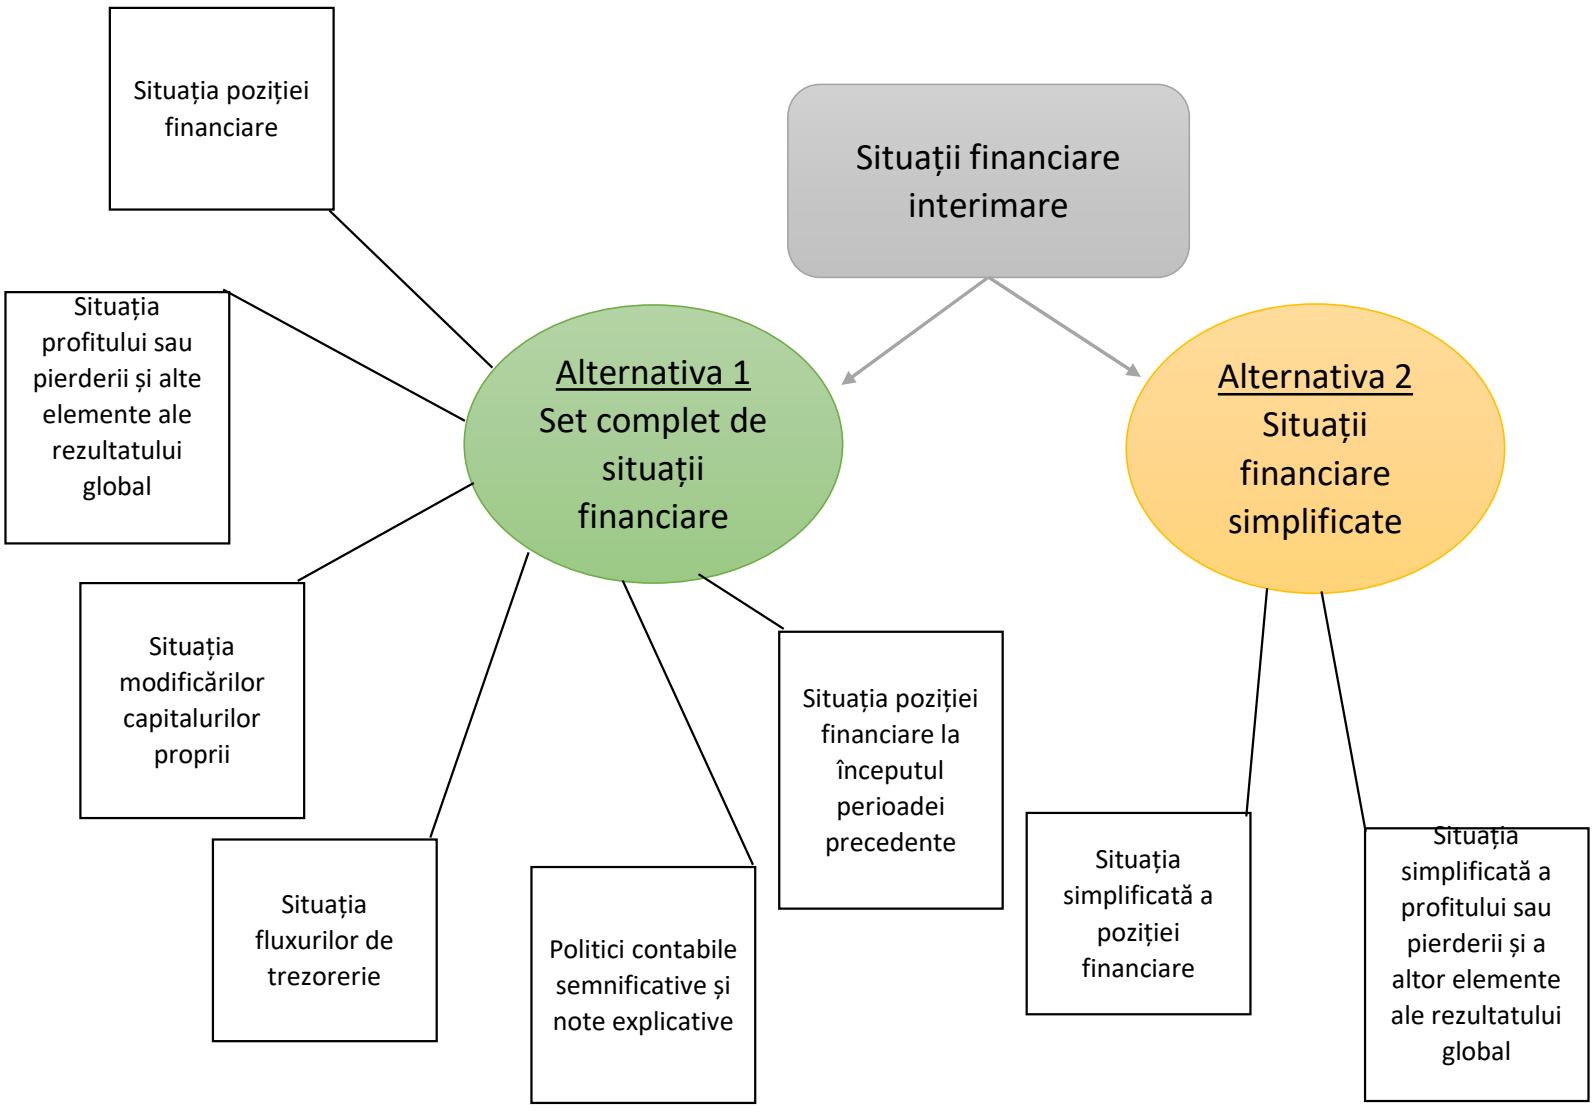 Situația poziției
financiare
Situații financiare
interimare
Situația
profitului sau
pierderii și alte
elemente ale
rezultatului
global
Alternativa 1
Set complet de
situații
financiare
Alternativa 2
Situații
financiare
simplificate
Situația
modificărilor
capitalurilor
proprii
Situația
fluxurilor de
trezorerie
Politici contabile
semnificative și
note explicative
Situația poziției
financiare la
începutul
perioadei
precedente
Situația
simplificată a
poziției
financiare
Situația
simplificată a
profitului sau
pierderii și a
altor elemente
ale rezultatului
global